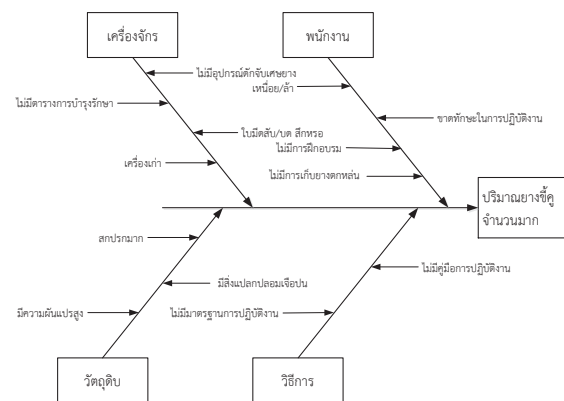 เครื่องจักร
พนักงาน
ไม่มีอุปกรณ์ดักจับเศษยาง
เหนื่อย/ล้า
ไม่มีตารางการบำรุงรักษา
ขาดทักษะในการปฏิบัติงาน
ใบมีดสับ/บด สึกหรอ
ไม่มีการฝึกอบรม
เครื่องเก่า
ไม่มีการเก็บยางตกหล่น
ปริมาณยางขี้คู
จำนวนมาก
สกปรกมาก
ไม่มีคู่มือการปฏิบัติงาน
มีสิ่งแปลกปลอมเจือปน
มีความผันแปรสูง
ไม่มีมาตรฐานการปฏิบัติงาน
วัตถุดิบ
วิธีการ